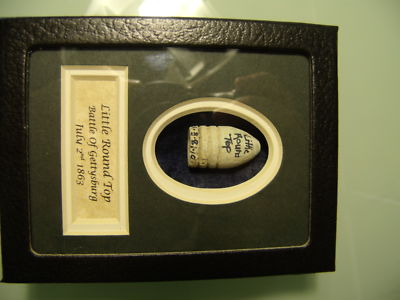 Little
Round
Top
Little Round Top
Battle Of Gettysburg
July 2nd 1863